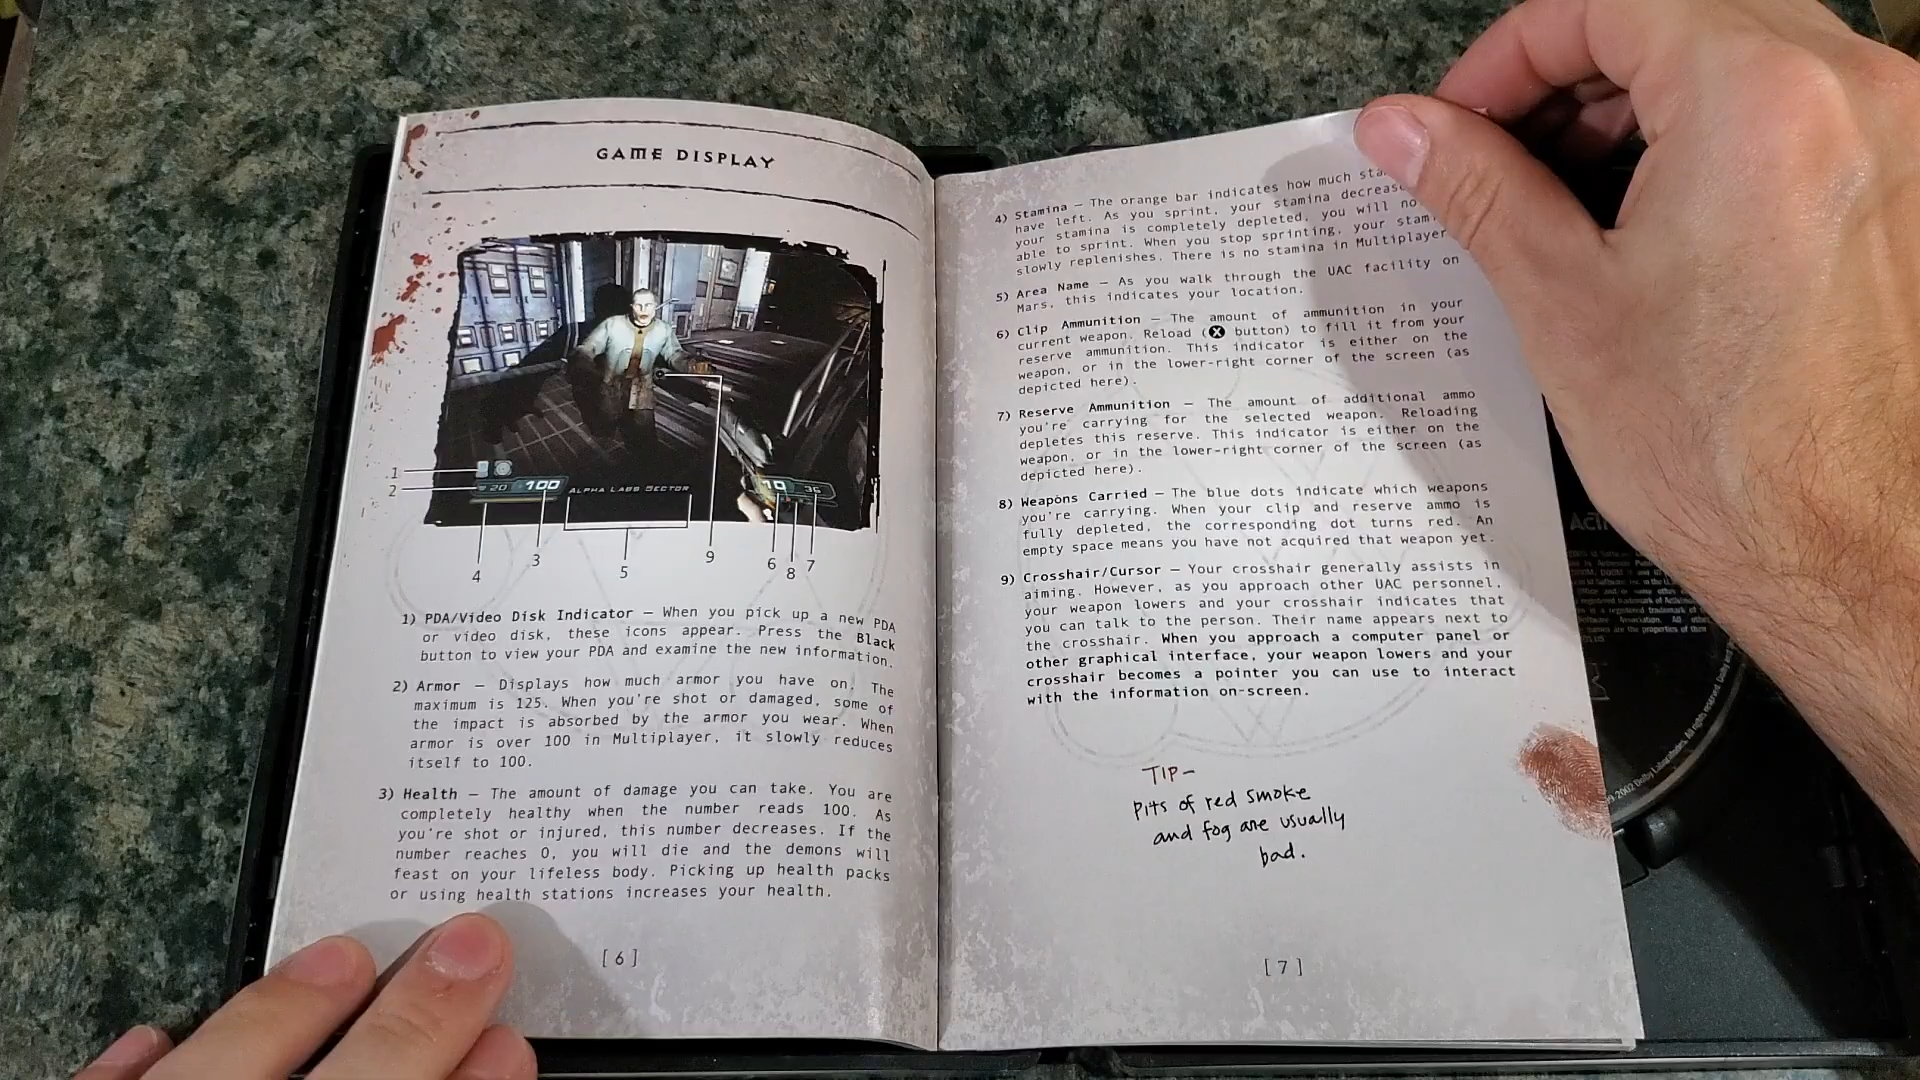 GAME DISPLAY
20 100 ALPHA LABS SECTOR 10 36
1
2
3
4
5
9
6
8
7
1) PDA/Video Disk Indicator — When you pick up a new PDA
or video disk, these icons appear. Press the Black
button to view your PDA and examine the new information.
2) Armor — Displays how much armor you have on. The
maximum is 125. When you're shot or damaged, some of
the impact is absorbed by the armor you wear. When
armor is over 100 in Multiplayer, it slowly reduces
itself to 100.
3) Health — The amount of damage you can take. You are
completely healthy when the number reads 100. As
you're shot or injured, this number decreases. If the
number reaches 0, you will die and the demons will
feast on your lifeless body. Picking up health packs
or using health stations increases your health.
[6]
4) Stamina — The orange bar indicates how much
have left. As you sprint, your stamina
your stamina is completely depleted, you will
able to sprint. When you stop sprinting, your
slowly replenishes. There is no stamina in Multiplayer
5) Area Name — As you walk through the UAC facility on
Mars, this indicates your location.
6) Clip Ammunition — The amount of ammunition in your
current weapon. Reload (X button) to fill it from your
reserve ammunition. This indicator is either on the
weapon, or in the lower-right corner of the screen (as
depicted here).
7) Reserve Ammunition — The amount of additional ammo
you're carrying for the selected weapon. Reloading
depletes this reserve. This indicator is either on the
weapon, or in the lower-right corner of the screen (as
depicted here).
8) Weapons Carried — The blue dots indicate which weapons
you're carrying. When your clip and reserve ammo is
fully depleted, the corresponding dot turns red. An
empty space means you have not acquired that weapon yet.
9) Crosshair/Cursor — Your crosshair generally assists in
aiming. However, as you approach other UAC personnel,
your weapon lowers and your crosshair indicates that
you can talk to the person. Their name appears next to
the crosshair. When you approach a computer panel or
other graphical interface, your weapon lowers and your
crosshair becomes a pointer you can use to interact
with the information on-screen.
TIP-
Pits of red smoke
and fog are usually
bad.
[7]